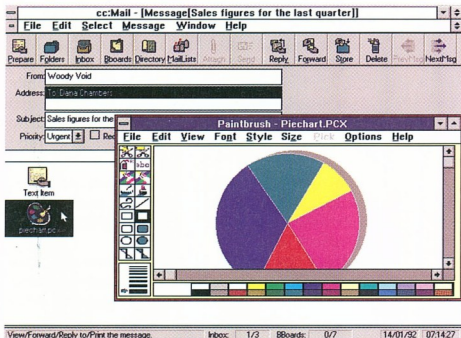 cc:Mail - [Message[Sales figures for the last quarter]]
File Edit Select Message Window Help
Prepare Folders Inbox Bboards Directory MailLists Attach Send Reply Forward Store Delete PrevMsg NextMsg
From: Woody Void
Address: To: Dana Chambers
Subject: Sales figures for the
Priority: Urgent Rec
Paintbrush - Piechart.PCX
File Edit View Font Style Size Pick Options Help
abc
Text Item
piechart.pc
View/Forward/Reply to/Print the message. Inbox: 1/3 BBoards: 0/7 14/01/92 07:14:27